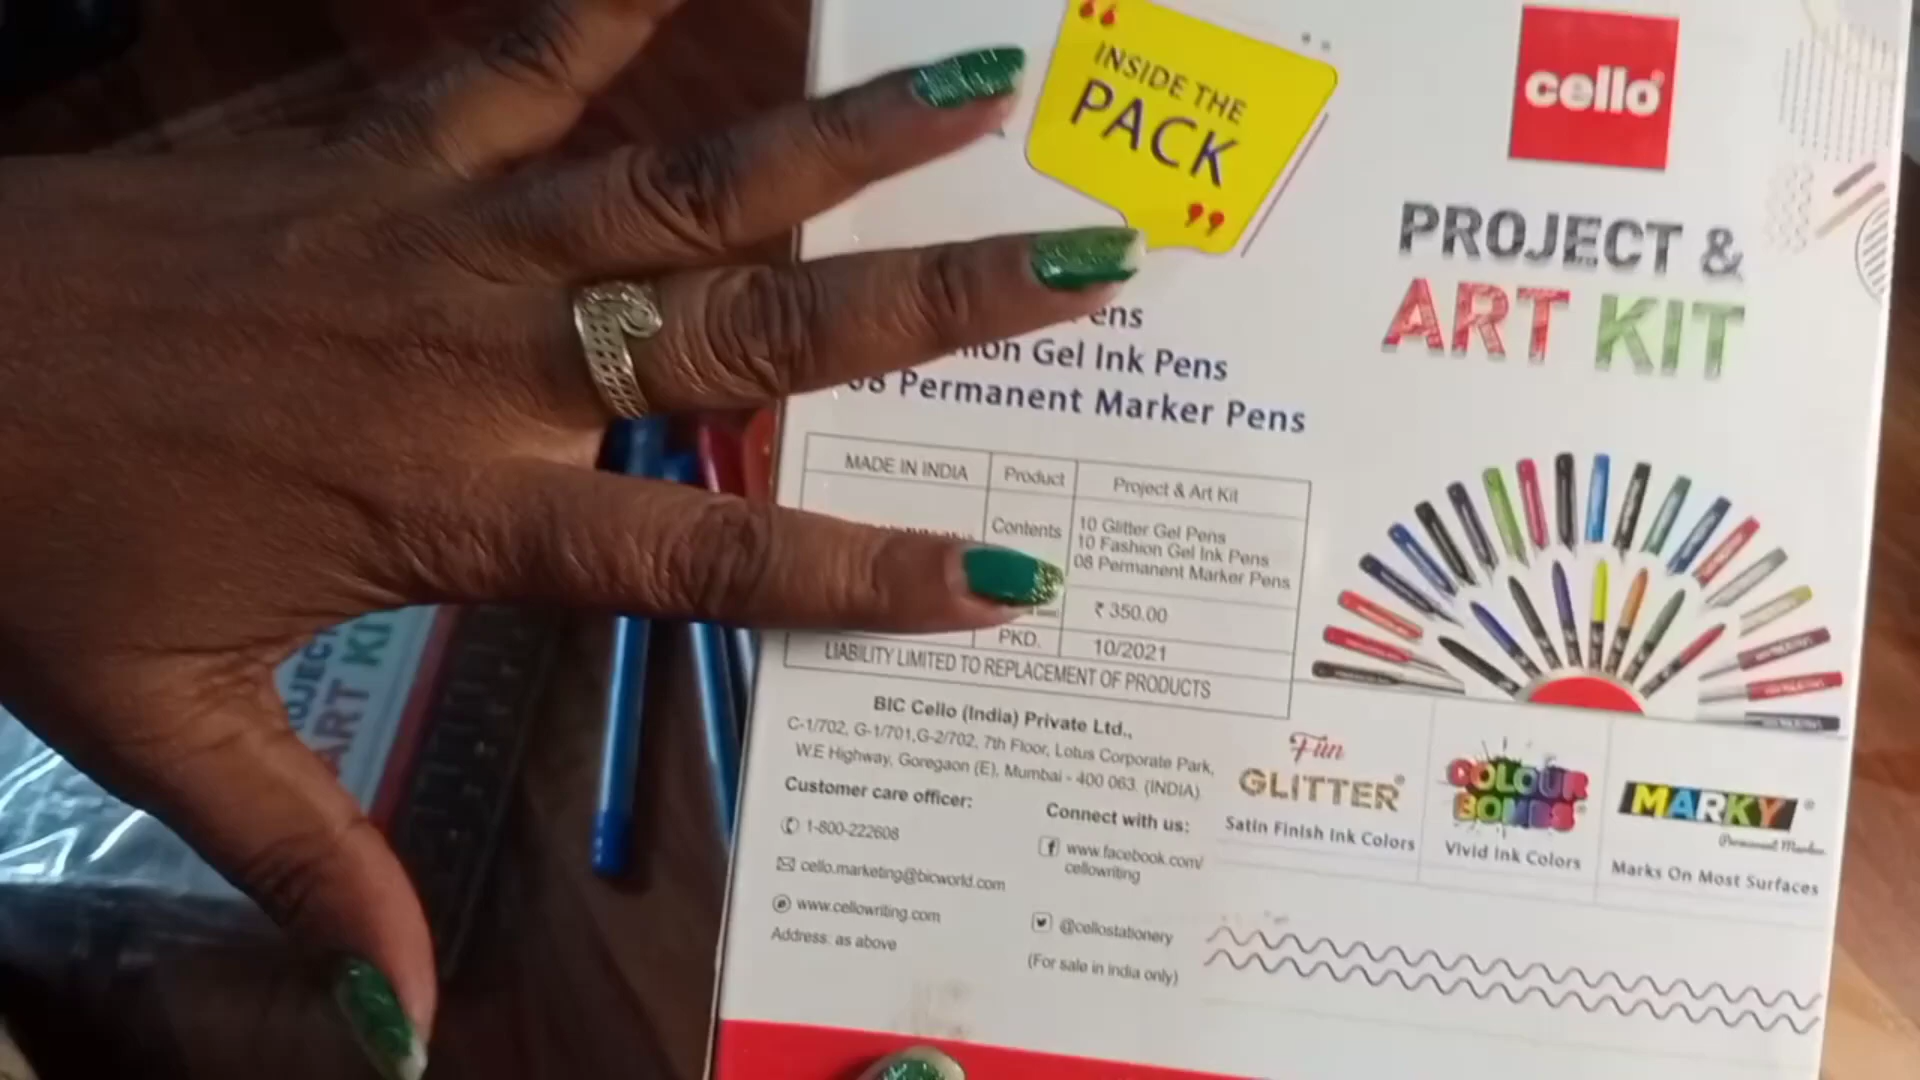 “ INSIDE THE
PACK ”
cello
PROJECT &
ART KIT
Gel Ink Pens
08 Permanent Marker Pens
MADE IN INDIA
Product
Project & Art Kit
Contents
10 Glitter Gel Pens
10 Fashion Gel Ink Pens
08 Permanent Marker Pens
₹ 350.00
PKD.
10/2021
LIABILITY LIMITED TO REPLACEMENT OF PRODUCTS
BIC Cello (India) Private Ltd.,
C-1/702, G-1/701,G-2/702, 7th Floor, Lotus Corporate Park,
W.E Highway, Goregaon (E), Mumbai - 400 063. (INDIA)
Customer care officer:
1-800-222608
cello.marketing@bicworld.com
www.cellowriting.com
Address: as above
Connect with us:
www.facebook.com/
cellowriting
@cellostationery
(For sale in india only)
Fun
GLITTER®
Satin Finish Ink Colors
COLOUR
BOMBS
Vivid Ink Colors
MARKY®
Permanent Marker
Marks On Most Surfaces
ART KI